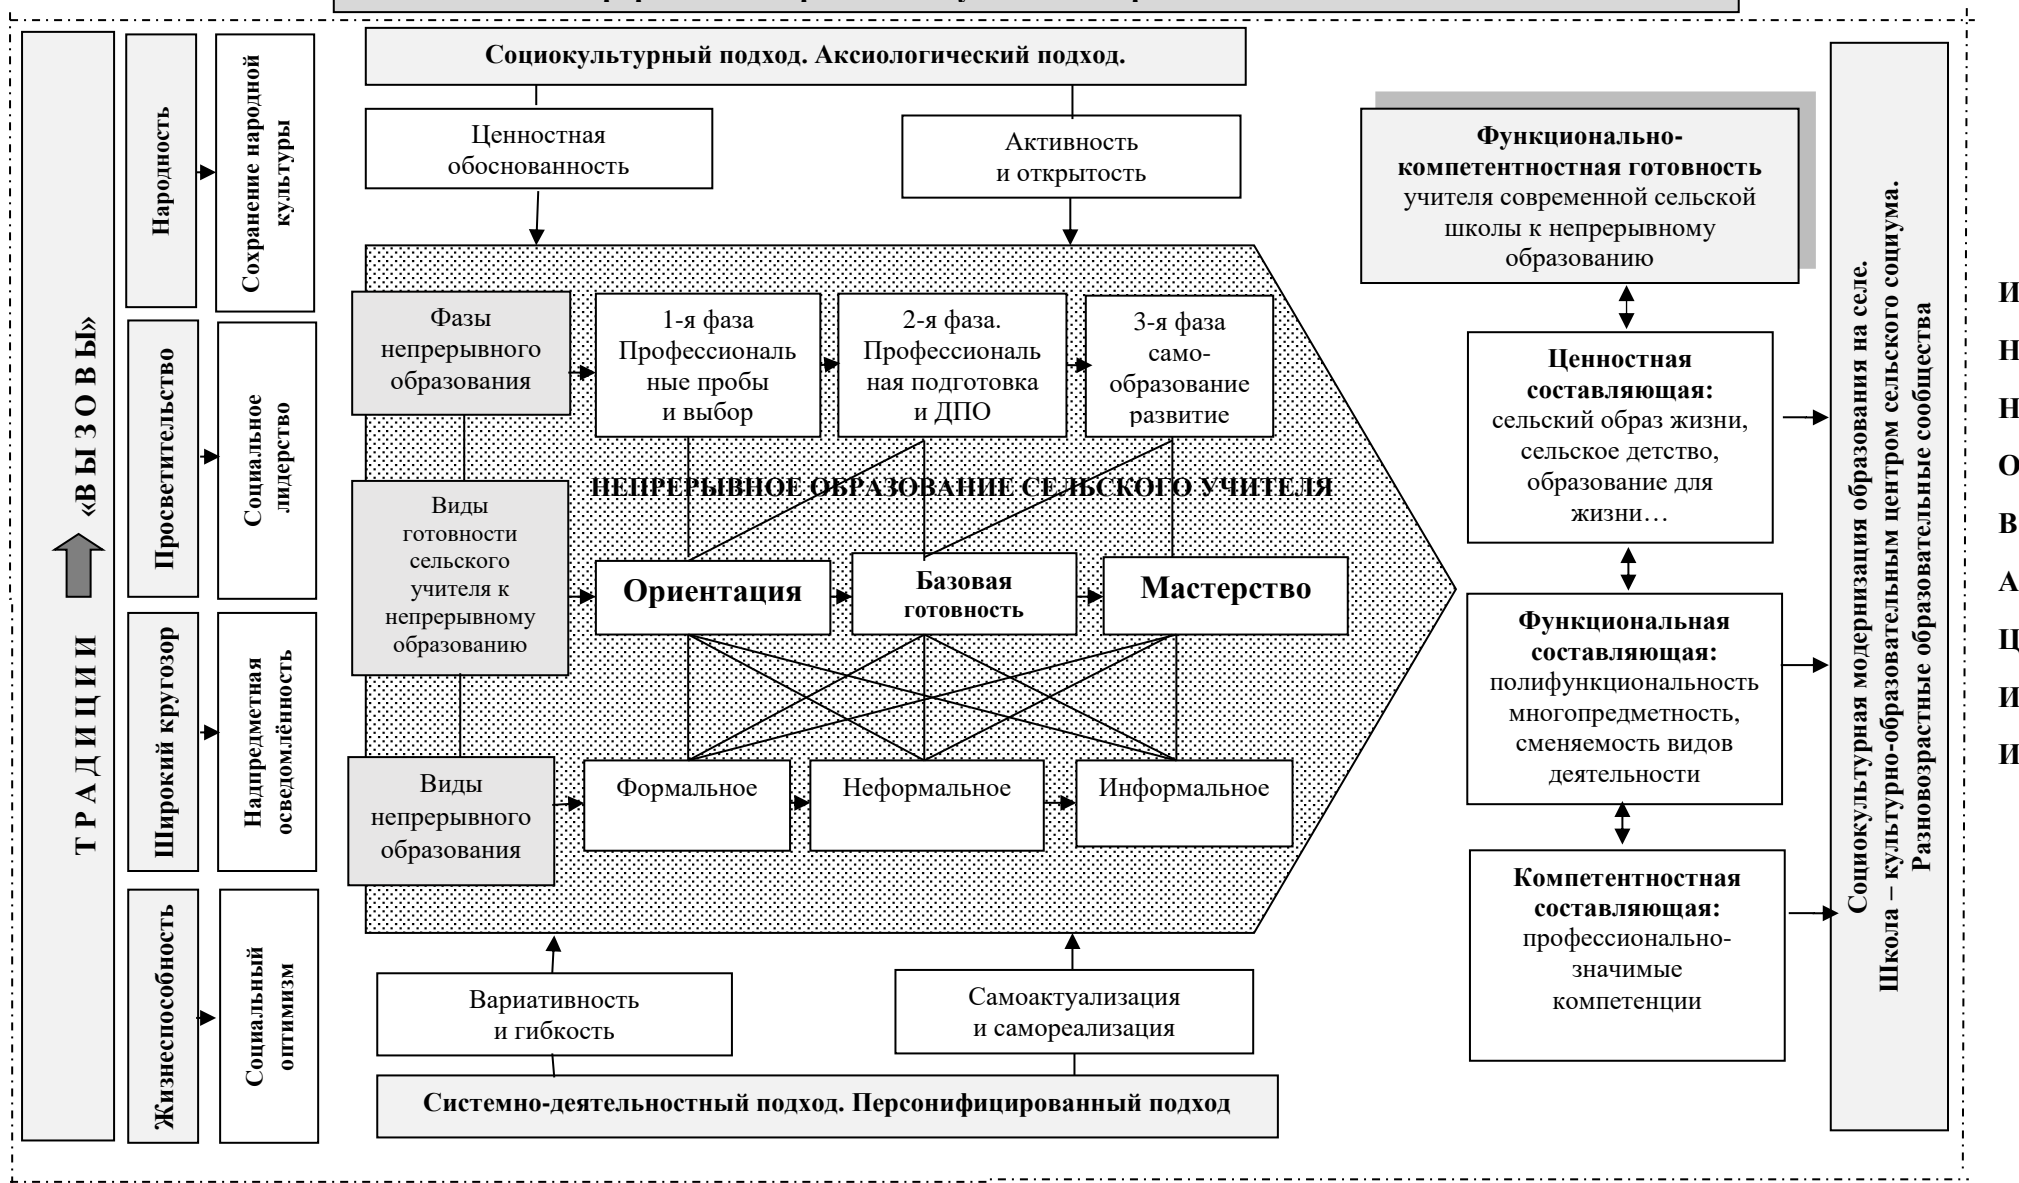 ТРАДИЦИИ «ВЫЗОВЫ»
Народность
Сохранение народной
культуры
Просветительство
Социальное
лидерство
Широкий кругозор
Надпредметная
осведомлённость
Жизнеспособность
Социальный
оптимизм
Социокультурный подход. Аксиологический подход.
Ценностная
обоснованность
Активность
и открытость
Фазы
непрерывного
образования
1-я фаза
Профессиональ
ные пробы
и выбор
2-я фаза.
Профессиональ
ная подготовка
и ДПО
3-я фаза
само-
образование
развитие
НЕПРЕРЫВНОЕ ОБРАЗОВАНИЕ СЕЛЬСКОГО УЧИТЕЛЯ
Виды
готовности
сельского
учителя к
непрерывному
образованию
Ориентация
Базовая
готовность
Мастерство
Виды
непрерывного
образования
Формальное
Неформальное
Информальное
Вариативность
и гибкость
Самоактуализация
и самореализация
Системно-деятельностный подход. Персонифицированный подход
Функционально-
компетентностная готовность
учителя современной сельской
школы к непрерывному
образованию
Ценностная
составляющая:
сельский образ жизни,
сельское детство,
образование для
жизни…
Функциональная
составляющая:
полифункциональность
многопредметность,
сменяемость видов
деятельности
Компетентностная
составляющая:
профессионально-
значимые
компетенции
Социокультурная модернизация образования на селе.
Школа – культурно-образовательным центром сельского социума.
Разновозрастные образовательные сообщества
И
Н
Н
О
В
А
Ц
И
И